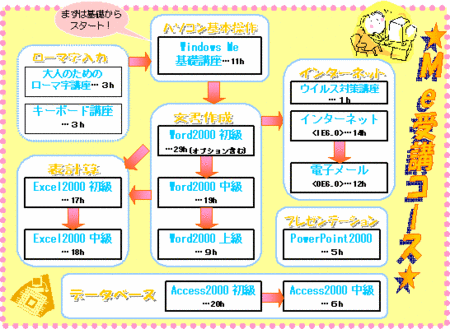 まずは基礎から
スタート！
パソコン基本操作
Windows Me
基礎講座…11h
ローマ字入れ
大人のための
ローマ字講座…3h
キーボード講座
…3h
インターネット
ウイルス対策講座
…1h
インターネット
<IE6.0>…14h
電子メール
<OE6.0>…12h
文書作成
Word2000 初級
…29h(オプション含む)
Word2000 中級
…19h
Word2000 上級
…9h
表計算
Excel2000 初級
…17h
Excel2000 中級
…18h
プレゼンテーション
PowerPoint2000
…5h
データベース
Access2000 初級
…20h
Access2000 中級
…6h
★Me受講コース★